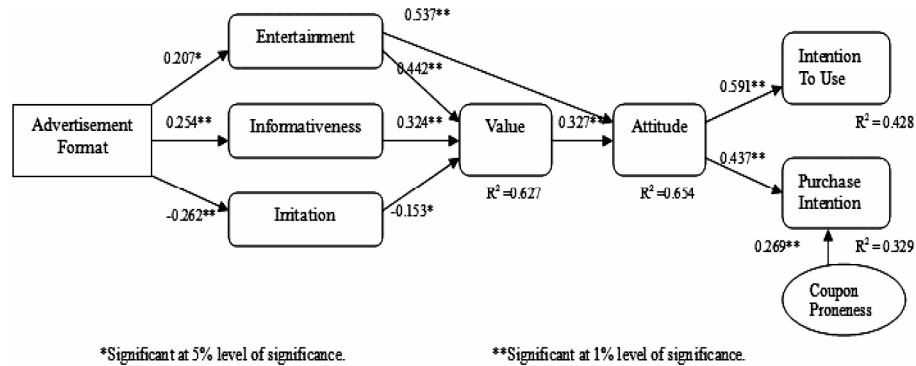 0.537**
Entertainment
0.207*
0.442**
Intention
To Use
0.591**
R² =0.428
Advertisement
Format
0.254**
Informativeness
0.324**
Value
0.327**
Attitude
R² =0.627
R² =0.654
0.437**
Purchase
Intention
-0.262**
Irritation
-0.153*
0.269**
R² =0.329
Coupon
Proneness
*Significant at 5% level of significance.
**Significant at 1% level of significance.